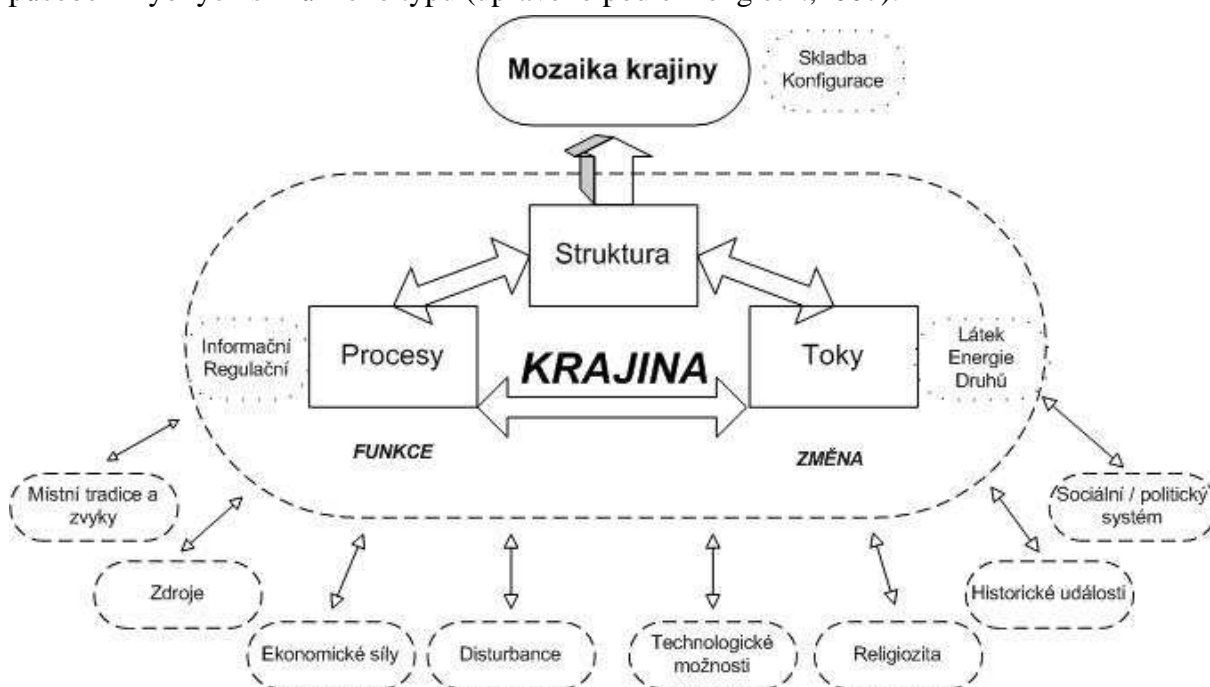 Mozaika krajiny
Skladba
Konfigurace
Struktura
Informační
Regulační
Procesy
KRAJINA
Toky
Látek
Energie
Druhů
FUNKCE
ZMĚNA
Místní tradice a
zvyky
Sociální / politický
systém
Zdroje
Historické události
Ekonomické síly
Disturbance
Technologické
možnosti
Religiozita